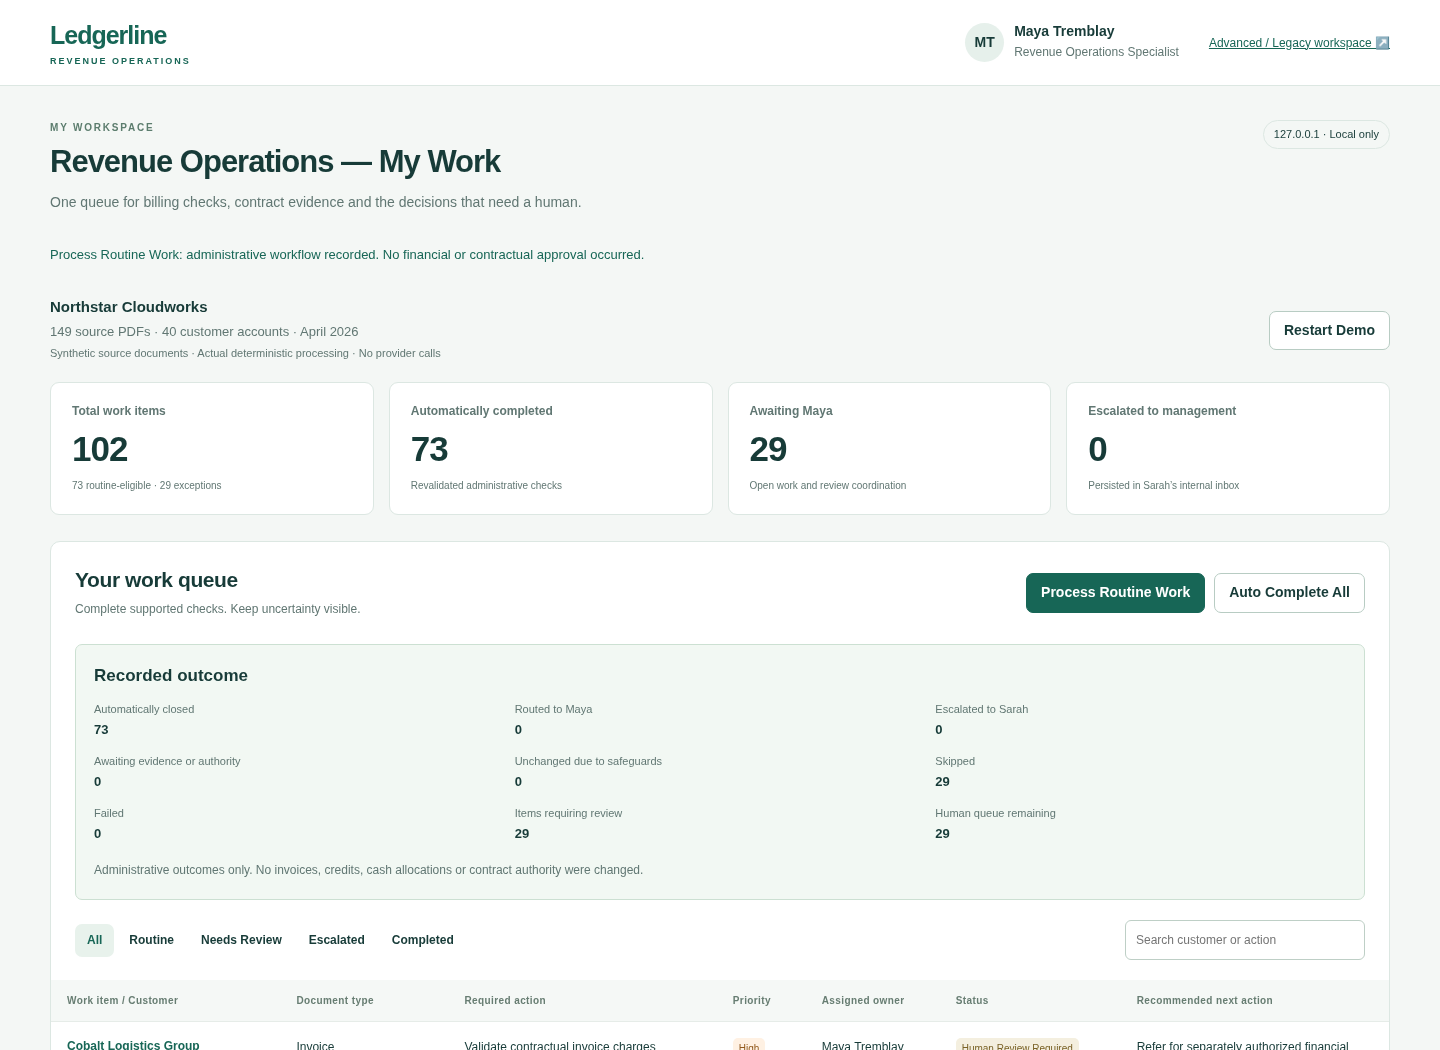 Ledgerline
REVENUE OPERATIONS
MT
Maya Tremblay
Revenue Operations Specialist
Advanced / Legacy workspace ↗
MY WORKSPACE
127.0.0.1 · Local only
Revenue Operations — My Work
One queue for billing checks, contract evidence and the decisions that need a human.
Process Routine Work: administrative workflow recorded. No financial or contractual approval occurred.
Northstar Cloudworks
149 source PDFs · 40 customer accounts · April 2026
Synthetic source documents · Actual deterministic processing · No provider calls
Restart Demo
Total work items
102
73 routine-eligible · 29 exceptions
Automatically completed
73
Revalidated administrative checks
Awaiting Maya
29
Open work and review coordination
Escalated to management
0
Persisted in Sarah's internal inbox
Your work queue
Complete supported checks. Keep uncertainty visible.
Process Routine Work
Auto Complete All
Recorded outcome
Automatically closed
73
Routed to Maya
0
Escalated to Sarah
0
Awaiting evidence or authority
0
Unchanged due to safeguards
0
Skipped
29
Failed
0
Items requiring review
29
Human queue remaining
29
Administrative outcomes only. No invoices, credits, cash allocations or contract authority were changed.
All Routine Needs Review Escalated Completed
Search customer or action
Work item / Customer Document type Required action Priority Assigned owner Status Recommended next action
Cobalt Logistics Group Invoice Validate contractual invoice charges High Maya Tremblay Human Review Required Refer for separately authorized financial